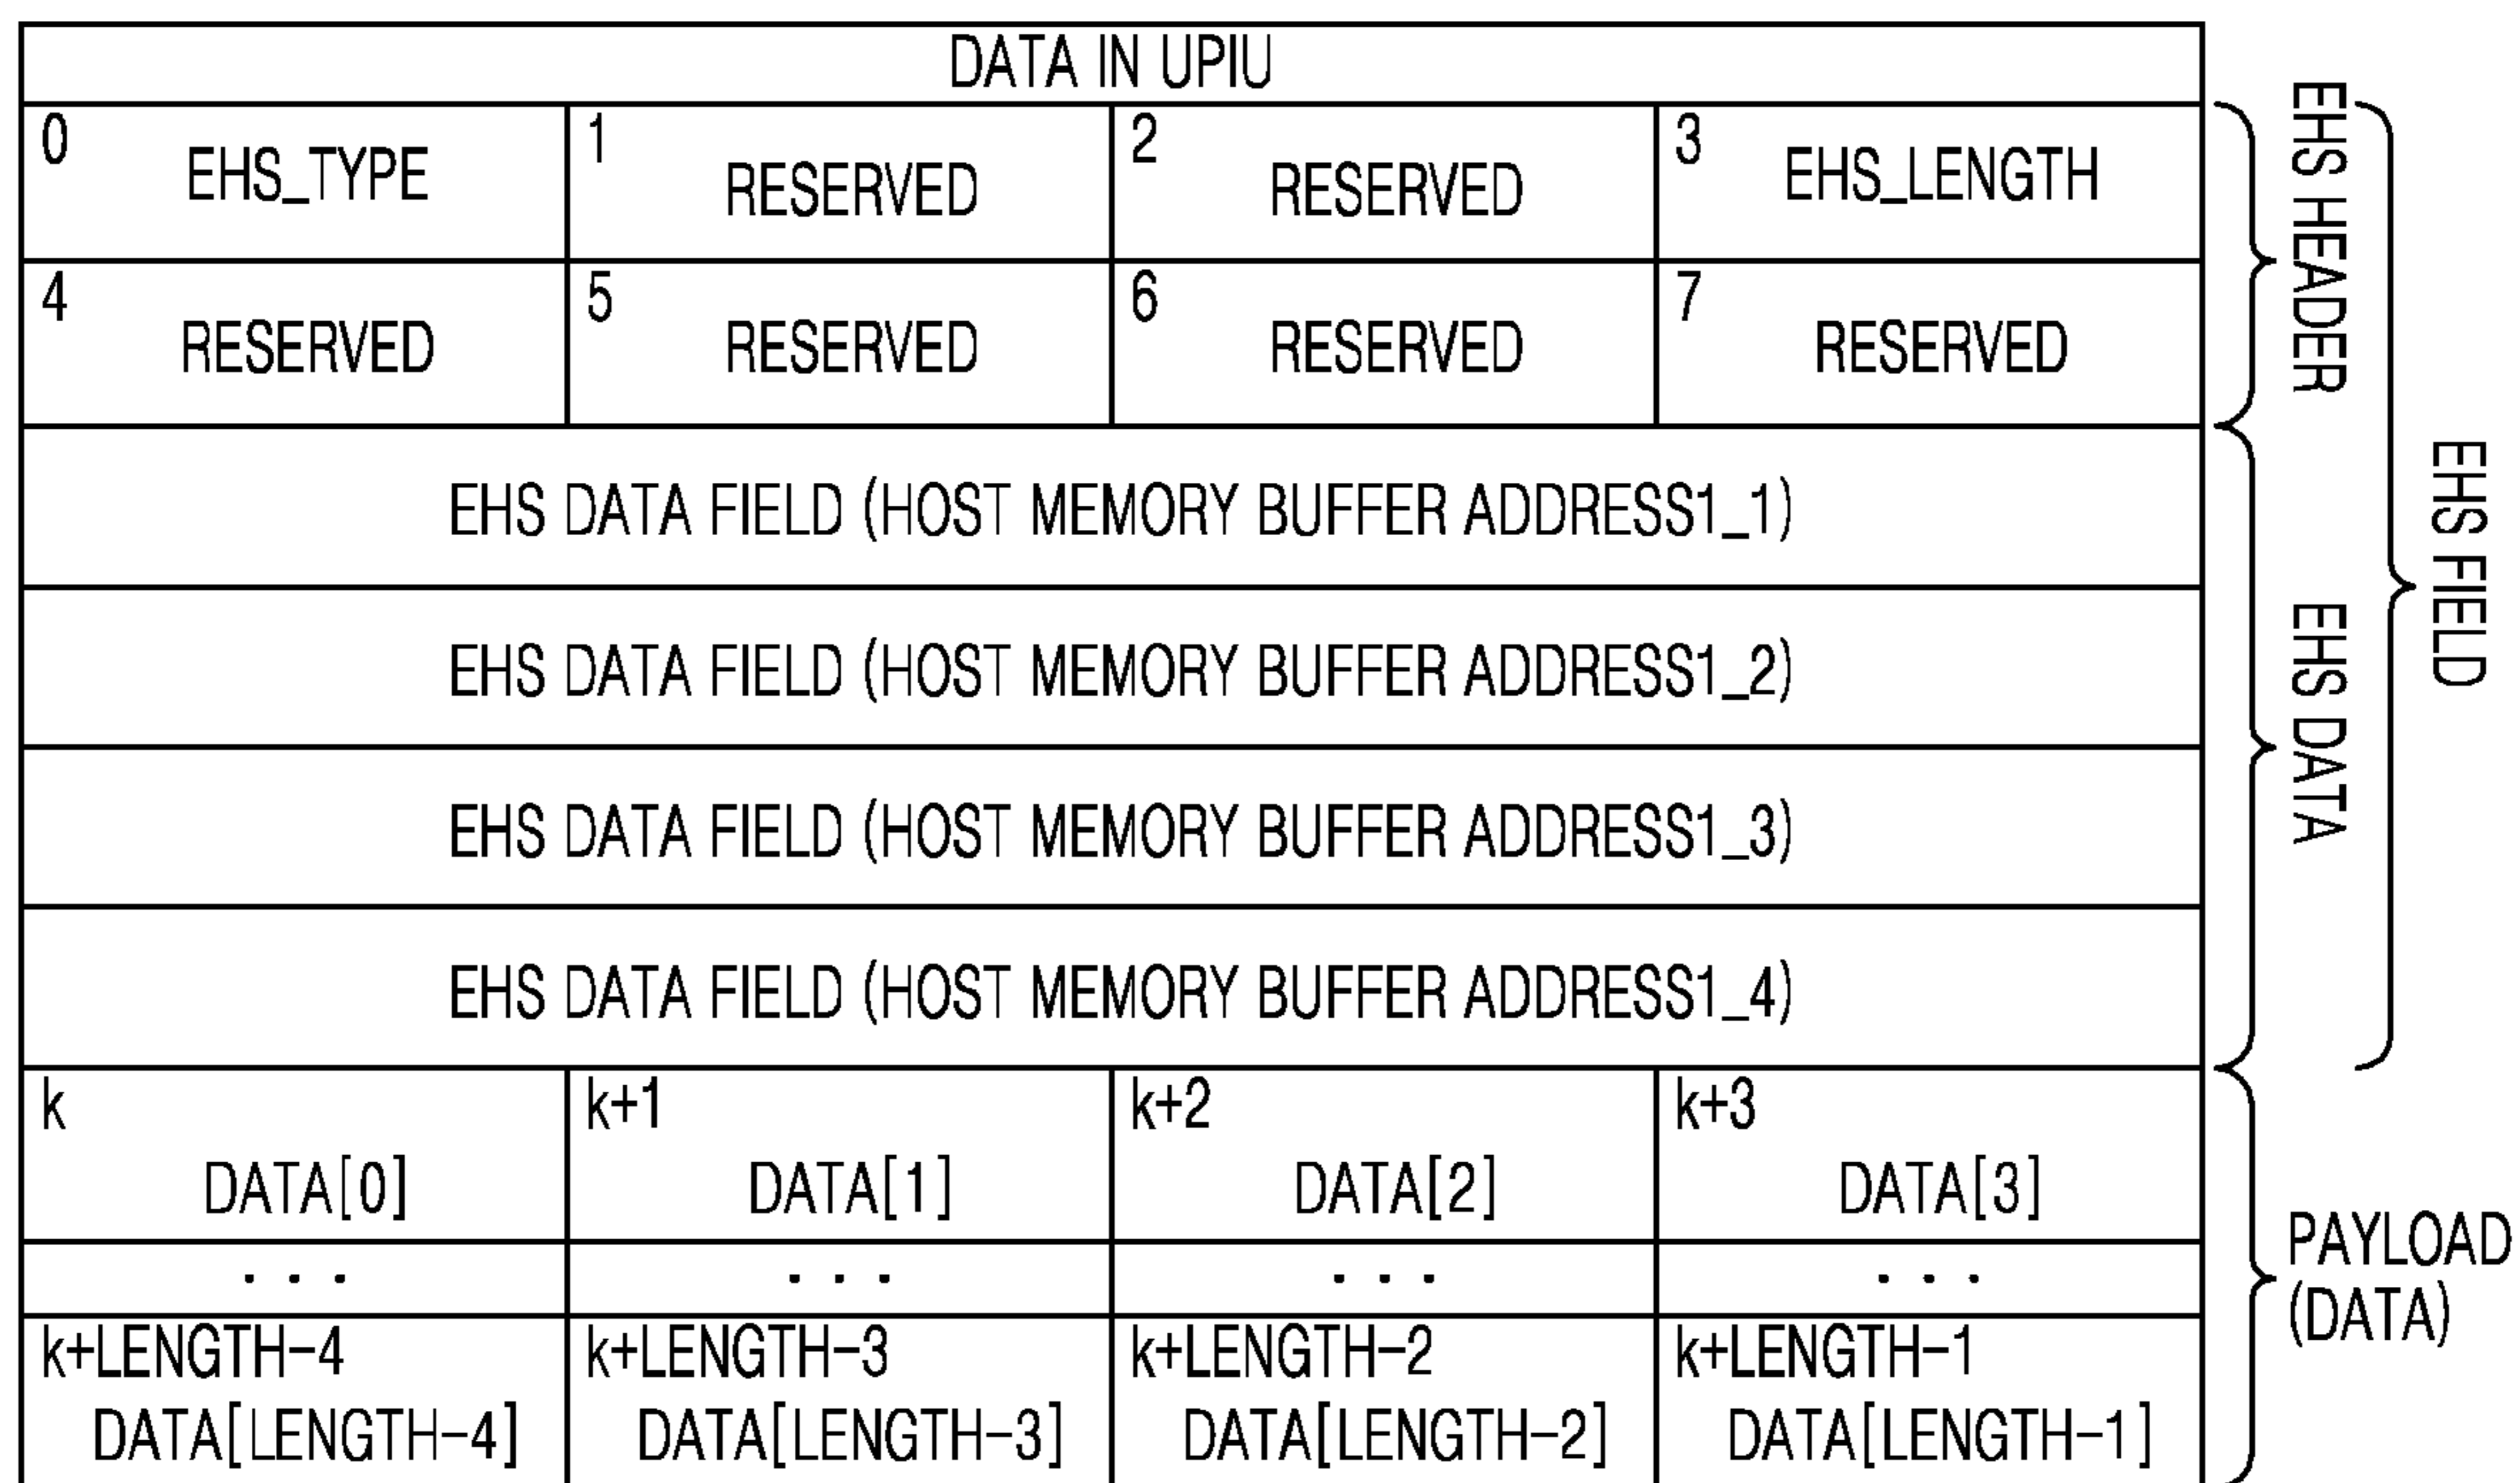 DATA IN UPIU
0 EHS_TYPE 1 RESERVED 2 RESERVED 3 EHS_LENGTH
4 RESERVED 5 RESERVED 6 RESERVED 7 RESERVED
EHS HEADER
EHS DATA FIELD (HOST MEMORY BUFFER ADDRESS1_1)
EHS DATA FIELD (HOST MEMORY BUFFER ADDRESS1_2)
EHS DATA FIELD (HOST MEMORY BUFFER ADDRESS1_3)
EHS DATA FIELD (HOST MEMORY BUFFER ADDRESS1_4)
EHS DATA
EHS FIELD
k k+1 k+2 k+3
DATA[0] DATA[1] DATA[2] DATA[3]
... ... ... ...
k+LENGTH-4 k+LENGTH-3 k+LENGTH-2 k+LENGTH-1
DATA[LENGTH-4] DATA[LENGTH-3] DATA[LENGTH-2] DATA[LENGTH-1]
PAYLOAD
(DATA)